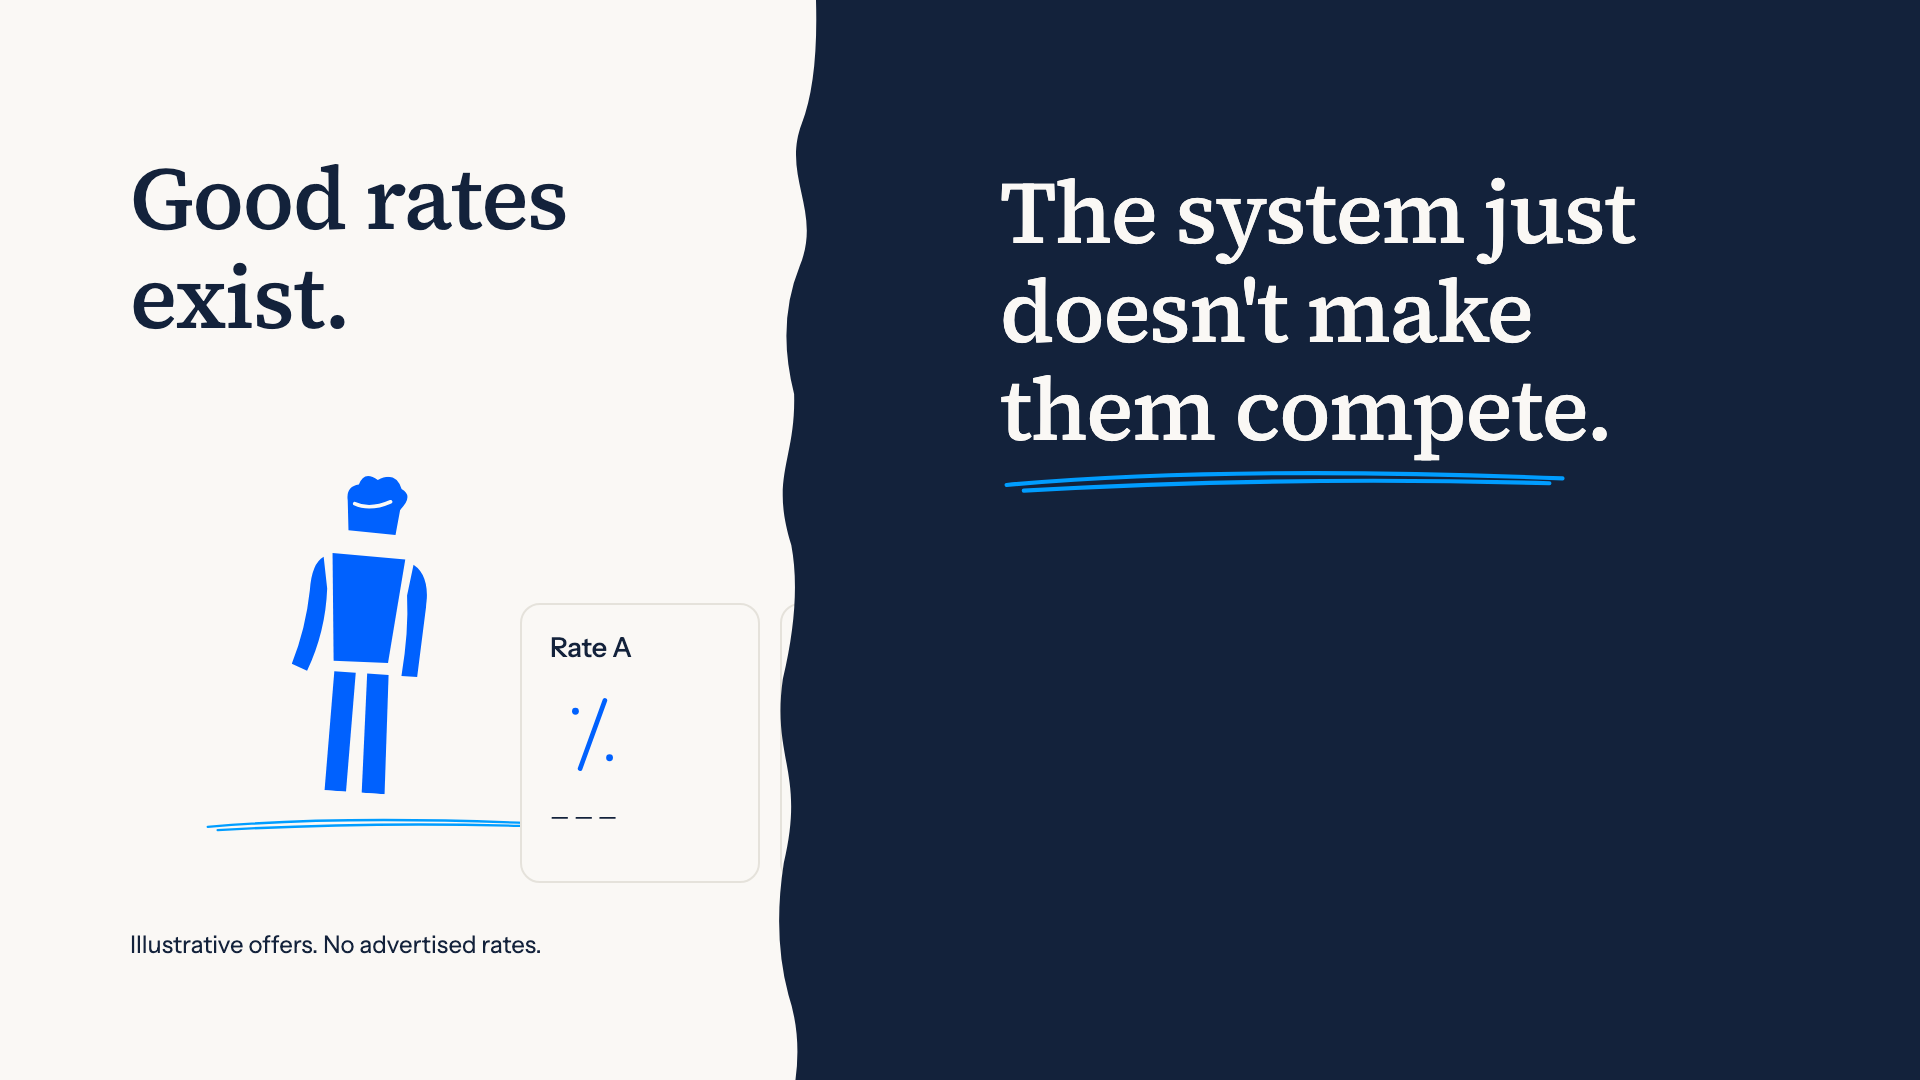 Good rates
exist.
The system just
doesn't make
them compete.
Rate A
%
– – –
Illustrative offers. No advertised rates.